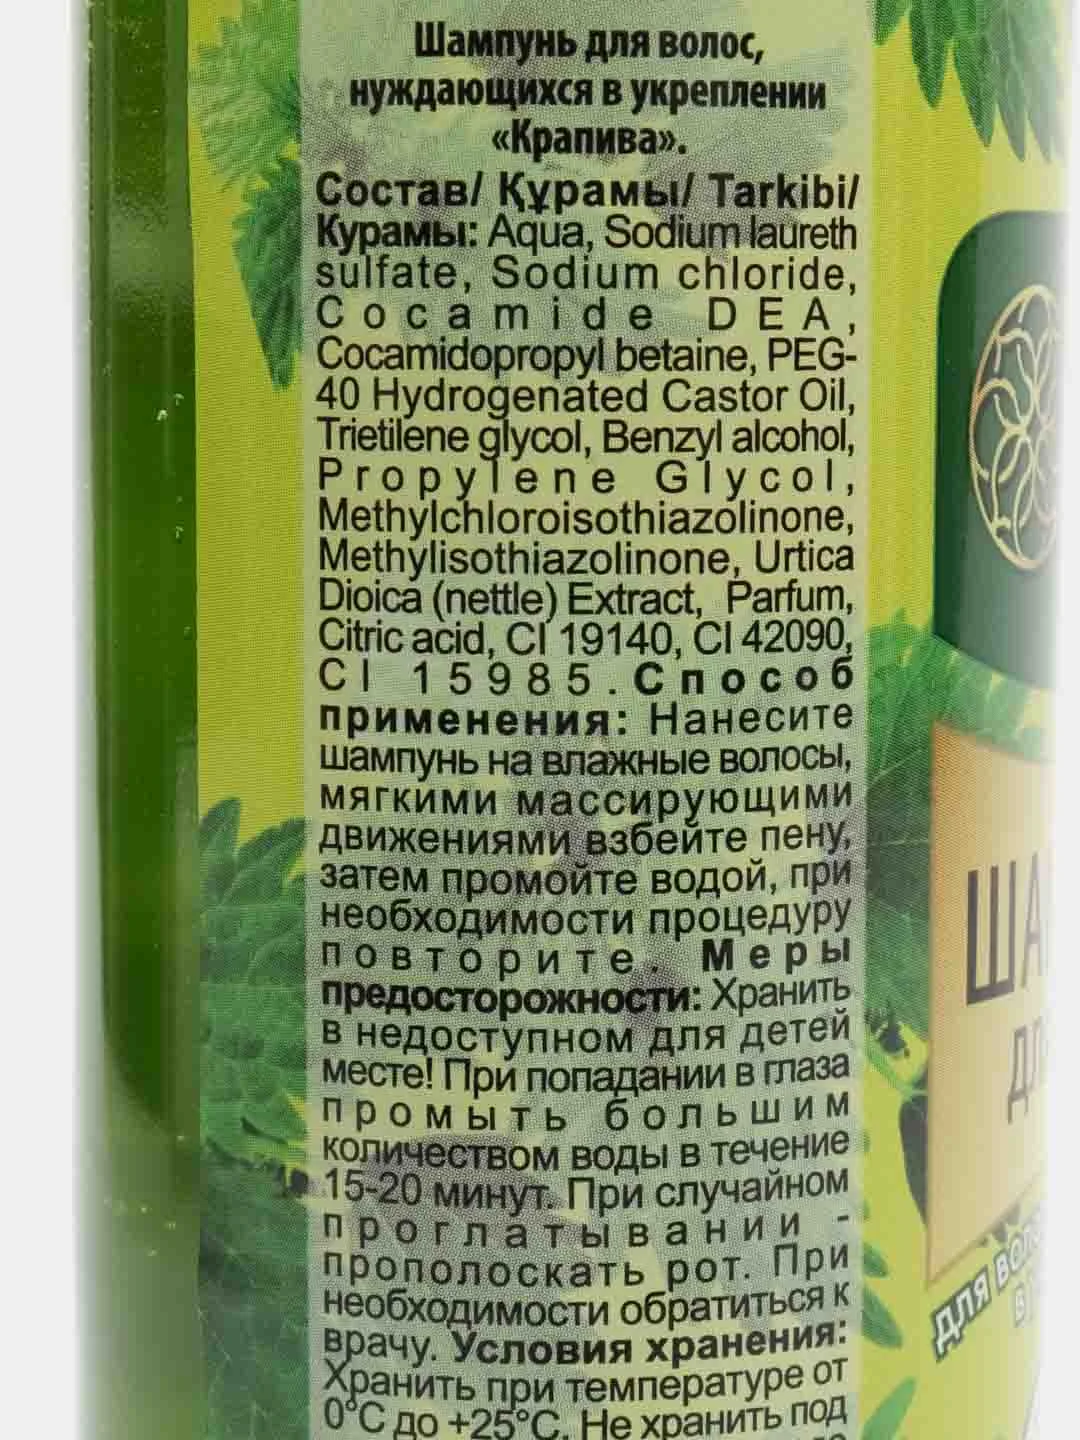 Шампунь для волос,
нуждающихся в укреплении
«Крапива».
Состав/ Құрамы/ Tarkibi/
Курамы: Aqua, Sodium laureth
sulfate, Sodium chloride,
Cocamide DEA,
Cocamidopropyl betaine, PEG-
40 Hydrogenated Castor Oil,
Trietilene glycol, Benzyl alcohol,
Propylene Glycol,
Methylchloroisothiazolinone,
Methylisothiazolinone, Urtica
Dioica (nettle) Extract, Parfum,
Citric acid, CI 19140, CI 42090,
CI 15985. Способ
применения: Нанесите
шампунь на влажные волосы,
мягкими массирующими
движениями взбейте пену,
затем промойте водой, при
необходимости процедуру
повторите. Меры
предосторожности: Хранить
в недоступном для детей
месте! При попадании в глаза
промыть большим
количеством воды в течение
15-20 минут. При случайном
проглатывании -
прополоскать рот. При
необходимости обратиться к
врачу. Условия хранения:
Хранить при температуре от
0°C до +25°C. Не хранить под
ША
ДЛ
для вол
в